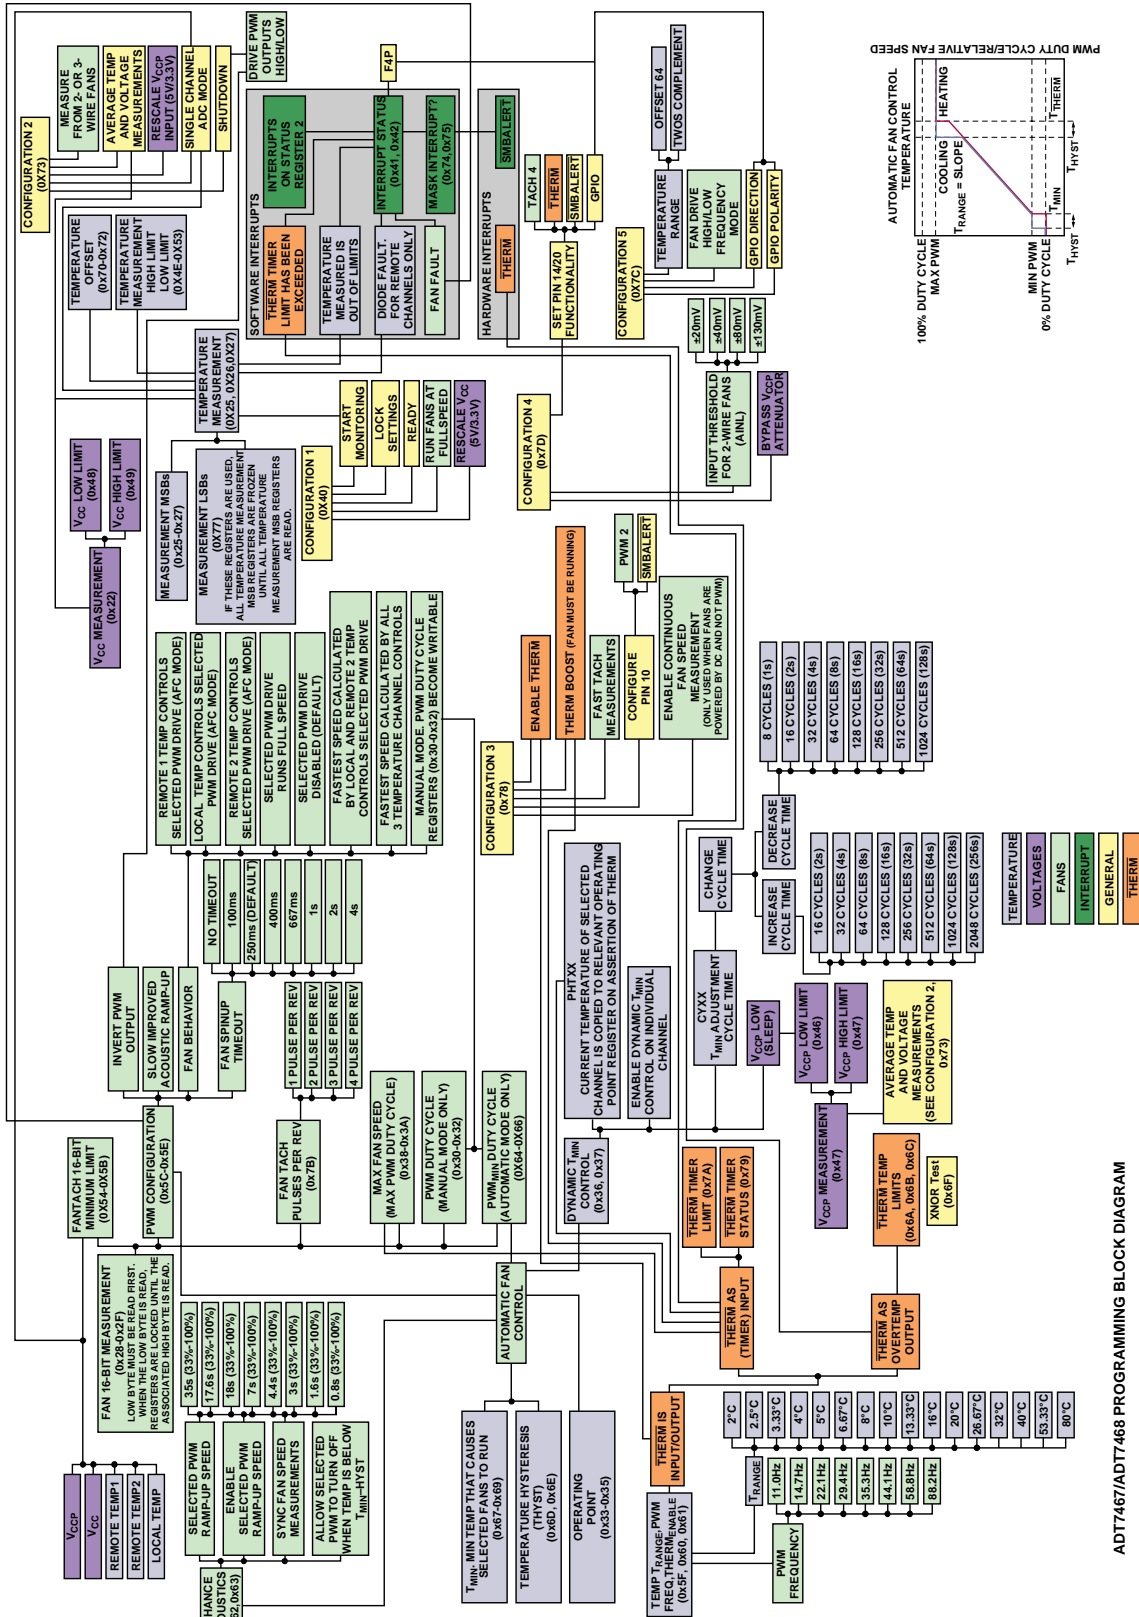 CONFIGURATION 2
(0X73)
MEASURE
FROM 2- OR 3-
WIRE FANS
AVERAGE TEMP
AND VOLTAGE
MEASUREMENTS
RESCALE VCCP
INPUT (5V/3.3V)
SINGLE CHANNEL
ADC MODE
SHUTDOWN
DRIVE PWM
OUTPUTS
HIGH/LOW
TEMPERATURE
OFFSET
(0x70-0X72)
TEMPERATURE
MEASUREMENT
HIGH LIMIT
LOW LIMIT
(0X4E-0X53)
SOFTWARE INTERRUPTS
THERM TIMER
LIMIT HAS BEEN
EXCEEDED
INTERRUPTS
ON STATUS
REGISTER 2
TEMPERATURE
MEASURED IS
OUT OF LIMITS
DIODE FAULT.
FOR REMOTE
CHANNELS ONLY
INTERRUPT STATUS
(0x41, 0x42)
FAN FAULT
MASK INTERRUPT?
(0x74,0x75)
F4P
HARDWARE INTERRUPTS
THERM
SMBALERT
TEMPERATURE
MEASUREMENT
(0X25, 0X26,0X27)
VCC LOW LIMIT
(0x48)
VCC HIGH LIMIT
(0x49)
VCC MEASUREMENT
(0x22)
MEASUREMENT MSBs
(0x25-0x27)
MEASUREMENT LSBs
(0X77)
IF THESE REGISTERS ARE USED,
ALL TEMPERATURE MEASUREMENT
MSB REGISTERS ARE FROZEN
UNTIL ALL TEMPERATURE
MEASUREMENT MSB REGISTERS
ARE READ.
CONFIGURATION 1
(0X40)
START
MONITORING
LOCK
SETTINGS
READY
RUN FANS AT
FULLSPEED
RESCALE VCC
(5V/3.3V)
SET PIN 14/20
FUNCTIONALITY
TACH 4
THERM
SMBALERT
GPIO
CONFIGURATION 5
(0X7C)
TEMPERATURE
RANGE
OFFSET 64
TWOS COMPLEMENT
FAN DRIVE
HIGH/LOW
FREQUENCY
MODE
GPIO DIRECTION
GPIO POLARITY
CONFIGURATION 4
(0x7D)
INPUT THRESHOLD
FOR 2-WIRE FANS
(AINL)
±20mV
±40mV
±80mV
±130mV
BYPASS VCCP
ATTENUATOR
AUTOMATIC FAN CONTROL
TEMPERATURE
PWM DUTY CYCLE/RELATIVE FAN SPEED
100% DUTY CYCLE
MAX PWM
COOLING
HEATING
TRANGE = SLOPE
MIN PWM
0% DUTY CYCLE
THYST
TMIN
THYST
TTHERM
REMOTE 1 TEMP CONTROLS
SELECTED PWM DRIVE (AFC MODE)
LOCAL TEMP CONTROLS SELECTED
PWM DRIVE (AFC MODE)
REMOTE 2 TEMP CONTROLS
SELECTED PWM DRIVE (AFC MODE)
SELECTED PWM DRIVE
RUNS FULL SPEED
SELECTED PWM DRIVE
DISABLED (DEFAULT)
FASTEST SPEED CALCULATED
BY LOCAL AND REMOTE 2 TEMP
CONTROLS SELECTED PWM DRIVE
FASTEST SPEED CALCULATED BY ALL
3 TEMPERATURE CHANNEL CONTROLS
MANUAL MODE. PWM DUTY CYCLE
REGISTERS (0x30-0x32) BECOME WRITABLE
CONFIGURATION 3
(0x78)
ENABLE THERM
THERM BOOST (FAN MUST BE RUNNING)
FAST TACH
MEASUREMENTS
CONFIGURE
PIN 10
PWM 2
SMBALERT
ENABLE CONTINUOUS
FAN SPEED
MEASUREMENT
(ONLY USED WHEN FANS ARE
POWERED BY DC AND NOT PWM)
INVERT PWM
OUTPUT
SLOW IMPROVED
ACOUSTIC RAMP-UP
FAN BEHAVIOR
FAN SPINUP
TIMEOUT
NO TIMEOUT
100ms
250ms (DEFAULT)
400ms
667ms
1s
2s
4s
FANTACH 16-BIT
MINIMUM LIMIT
(0X54-0X5B)
PWM CONFIGURATION
(0x5C-0x5E)
FAN TACH
PULSES PER REV
(0x7B)
1 PULSE PER REV
2 PULSE PER REV
3 PULSE PER REV
4 PULSE PER REV
MAX FAN SPEED
(MAX PWM DUTY CYCLE)
(0x38-0x3A)
PWM DUTY CYCLE
(MANUAL MODE ONLY)
(0x30-0x32)
PWMMIN DUTY CYCLE
(AUTOMATIC MODE ONLY)
(0x64-0X66)
DYNAMIC TMIN
CONTROL
(0x36, 0x37)
PHTXX
CURRENT TEMPERATURE OF SELECTED
CHANNEL IS COPIED TO RELEVANT OPERATING
POINT REGISTER ON ASSERTION OF THERM
ENABLE DYNAMIC TMIN
CONTROL ON INDIVIDUAL
CHANNEL
CYXX
TMIN ADJUSTMENT
CYCLE TIME
CHANGE
CYCLE TIME
DECREASE
CYCLE TIME
8 CYCLES (1s)
16 CYCLES (2s)
32 CYCLES (4s)
64 CYCLES (8s)
128 CYCLES (16s)
256 CYCLES (32s)
512 CYCLES (64s)
1024 CYCLES (128s)
INCREASE
CYCLE TIME
16 CYCLES (2s)
32 CYCLES (4s)
64 CYCLES (8s)
128 CYCLES (16s)
256 CYCLES (32s)
512 CYCLES (64s)
1024 CYCLES (128s)
2048 CYCLES (256s)
VCCP LOW
(SLEEP)
VCCP LOW LIMIT
(0x46)
VCCP HIGH LIMIT
(0x47)
VCCP MEASUREMENT
(0x47)
AVERAGE TEMP
AND VOLTAGE
MEASUREMENTS
(SEE CONFIGURATION 2,
0x73)
TEMPERATURE
VOLTAGES
FANS
INTERRUPT
GENERAL
THERM
FAN 16-BIT MEASUREMENT
(0x28-0x2F)
LOW BYTE MUST BE READ FIRST.
WHEN THE LOW BYTE IS READ,
REGISTERS ARE LOCKED UNTIL THE
ASSOCIATED HIGH BYTE IS READ.
VCCP
VCC
REMOTE TEMP1
REMOTE TEMP2
LOCAL TEMP
SELECTED PWM
RAMP-UP SPEED
ENABLE
SELECTED PWM
RAMP-UP SPEED
SYNC FAN SPEED
MEASUREMENTS
ALLOW SELECTED
PWM TO TURN OFF
WHEN TEMP IS BELOW
TMIN–HYST
35s (33%-100%)
17.6s (33%-100%)
18s (33%-100%)
7s (33%-100%)
4.4s (33%-100%)
3s (33%-100%)
1.6s (33%-100%)
0.8s (33%-100%)
HANCE
OUSTICS
62,0x63)
AUTOMATIC FAN
CONTROL
TMIN. MIN TEMP THAT CAUSES
SELECTED FANS TO RUN
(0x67-0x69)
TEMPERATURE HYSTERESIS
(THYST)
(0x6D, 0x6E)
OPERATING
POINT
(0x33-0x35)
THERM TIMER
LIMIT (0x7A)
THERM TIMER
STATUS (0x79)
THERM AS
(TIMER) INPUT
THERM AS
OVERTEMP
OUTPUT
THERM TEMP
LIMITS
(0x6A, 0x6B, 0x6C)
XNOR Test
(0x6F)
THERM IS
INPUT/OUTPUT
TEMP TRANGE,PWM
FREQ,THERMENABLE
(0x5F, 0x60, 0x61)
TRANGE
2°C
2.5°C
3.33°C
4°C
5°C
6.67°C
8°C
10°C
13.33°C
16°C
20°C
26.67°C
32°C
40°C
53.33°C
80°C
PWM
FREQUENCY
11.0Hz
14.7Hz
22.1Hz
29.4Hz
35.3Hz
44.1Hz
58.8Hz
88.2Hz
ADT7467/ADT7468 PROGRAMMING BLOCK DIAGRAM